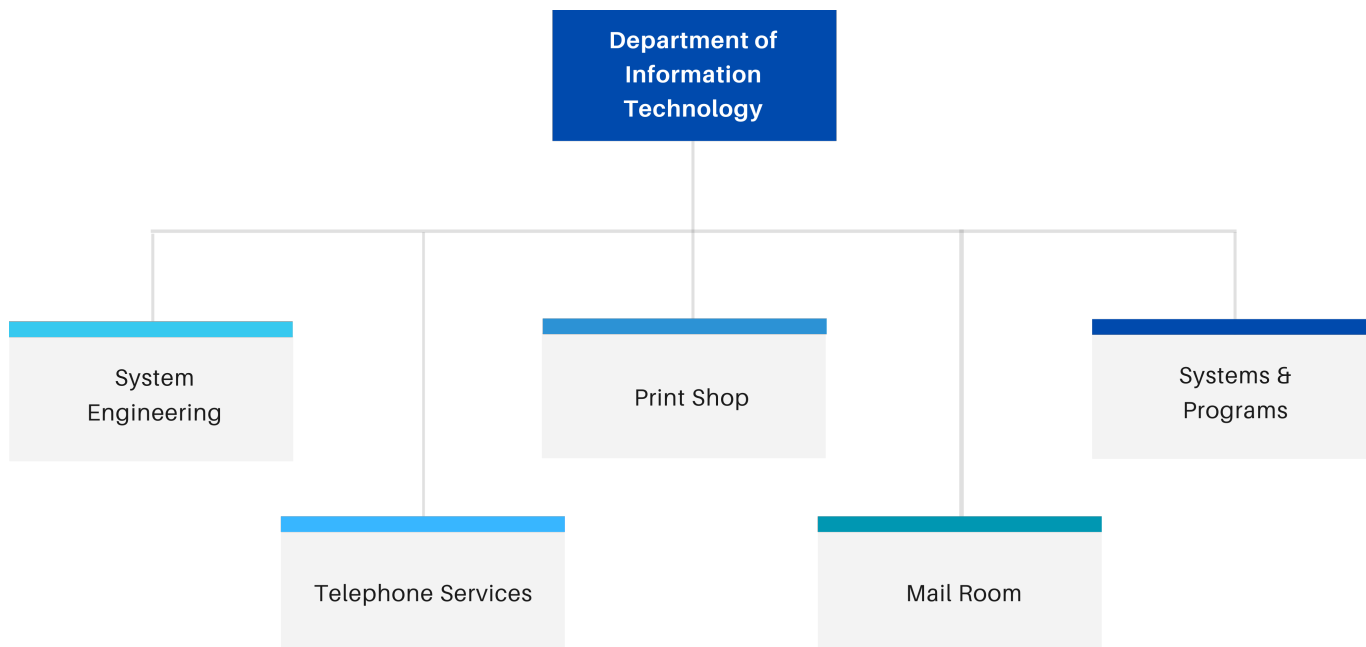 Department of
Information
Technology
System
Engineering
Print Shop
Systems &
Programs
Telephone Services
Mail Room